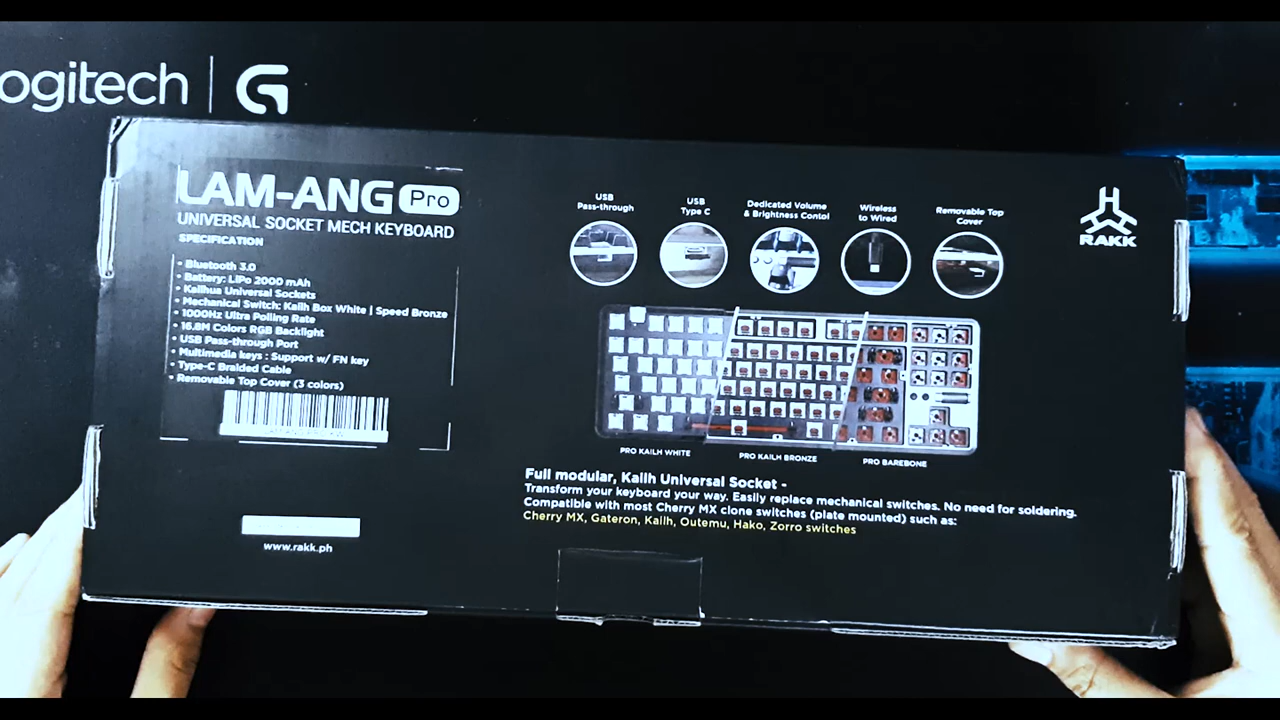 ogitech G
LAM-ANG Pro
UNIVERSAL SOCKET MECH KEYBOARD
SPECIFICATION
• Bluetooth 3.0
• Battery: LiPo 2000 mAh
• Kailhua Universal Sockets
• Mechanical Switch: Kailh Box White | Speed Bronze
• 1000Hz Ultra Polling Rate
• 16.8M Colors RGB Backlight
• USB Pass-through Port
• Multimedia keys : Support w/ FN key
• Type-C Braided Cable
• Removable Top Cover (3 colors)
www.rakk.ph
USB
Pass-through
USB
Type C
Dedicated Volume
& Brightness Contol
Wireless
to Wired
Removable Top
Cover
RAKK
PRO KAILH WHITE
PRO KAILH BRONZE
PRO BAREBONE
Full modular, Kailh Universal Socket -
Transform your keyboard your way. Easily replace mechanical switches. No need for soldering.
Compatible with most Cherry MX clone switches (plate mounted) such as:
Cherry MX, Gateron, Kailh, Outemu, Hako, Zorro switches